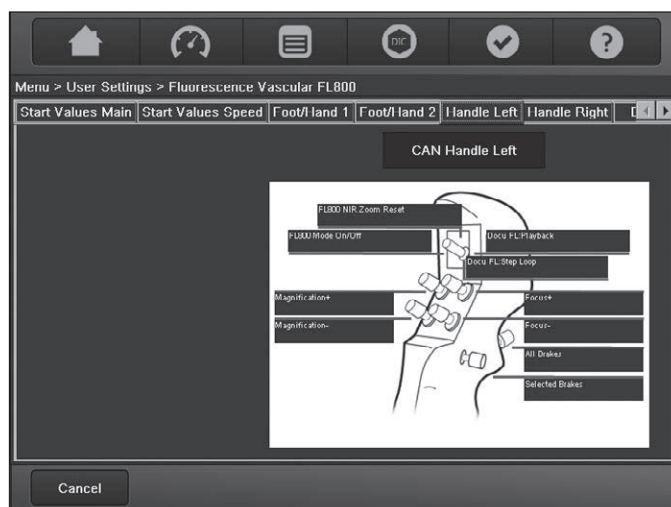 DIC
?
Menu > User Settings > Fluorescence Vascular FL800
Start Values Main Start Values Speed Foot/Hand 1 Foot/Hand 2 Handle Left Handle Right D
CAN Handle Left
FL800 NIR:Zoom Reset
FL800 Mode On/Off
Docu FL:Playback
Docu FL:Step Loop
Magnification+
Focus+
Magnification-
Focus-
All Brakes
Selected Brakes
Cancel